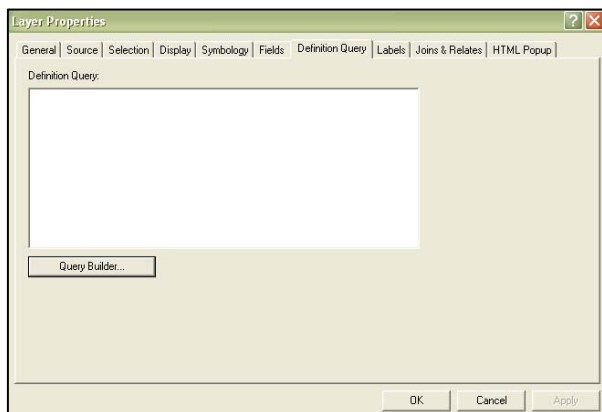 Layer Properties
General Source Selection Display Symbology Fields Definition Query Labels Joins & Relates HTML Popup
Definition Query:
Query Builder...
OK Cancel Apply